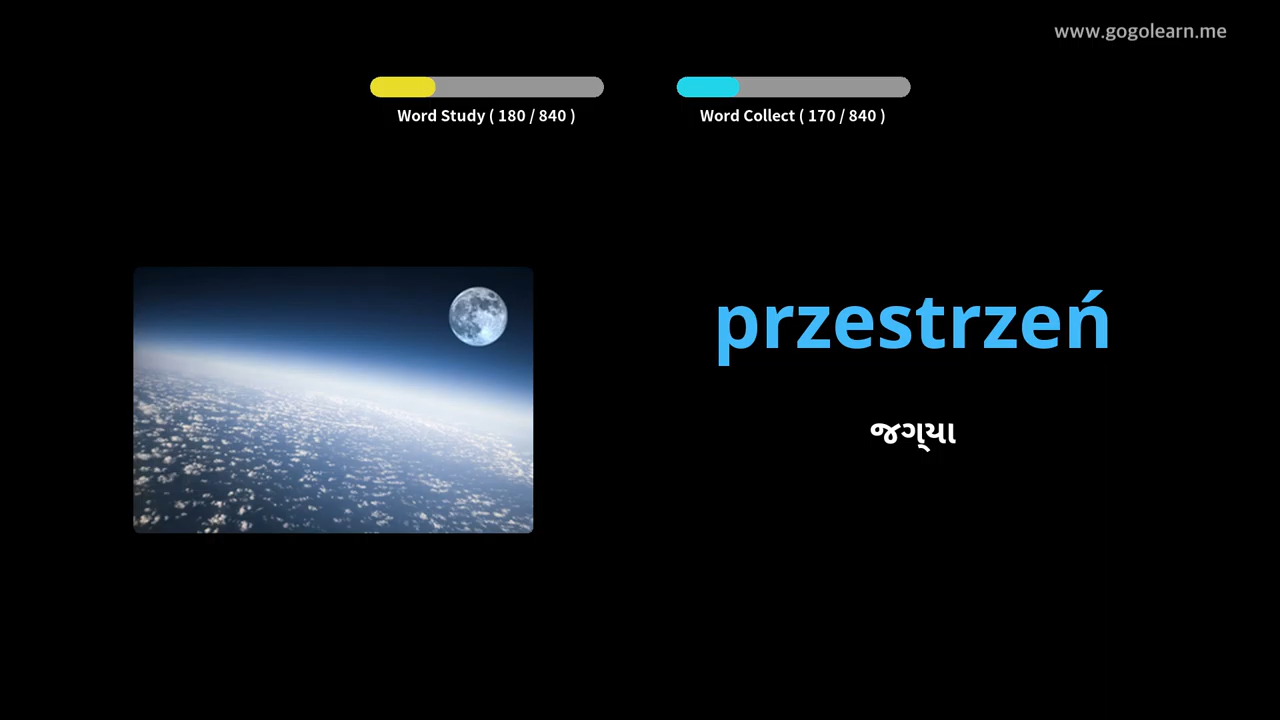 www.gogolearn.me
Word Study ( 180 / 840 )
Word Collect ( 170 / 840 )
przestrzeń
જગ્યા